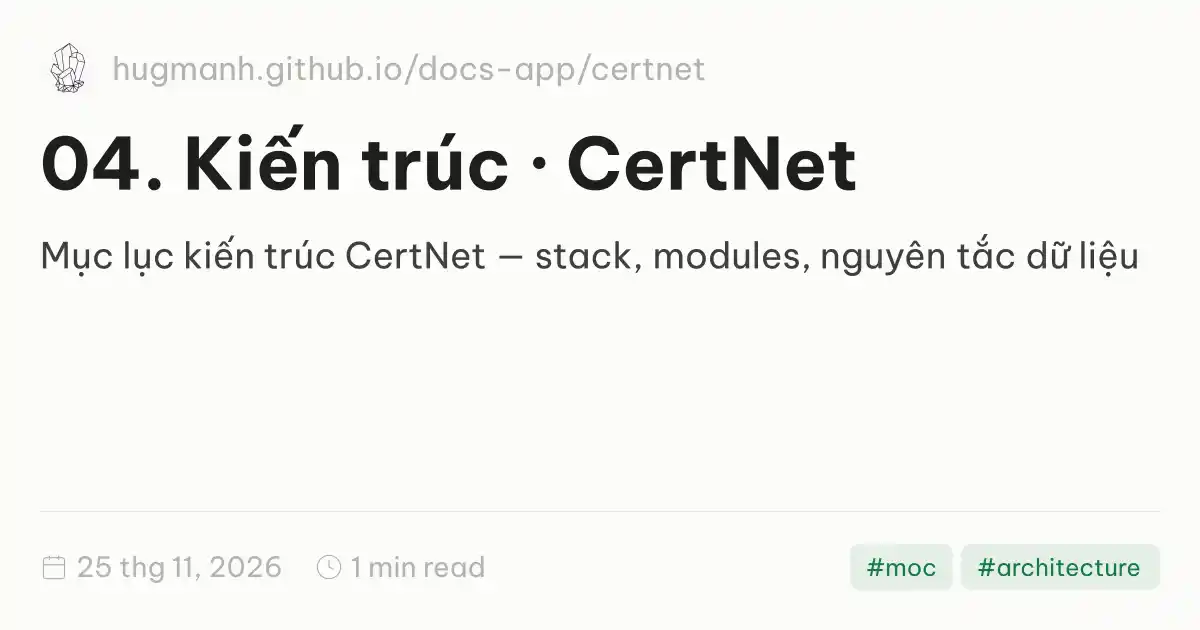 hugmanh.github.io/docs-app/certnet
04. Kiến trúc · CertNet
Mục lục kiến trúc CertNet — stack, modules, nguyên tắc dữ liệu
25 thg 11, 2026 1 min read #moc #architecture